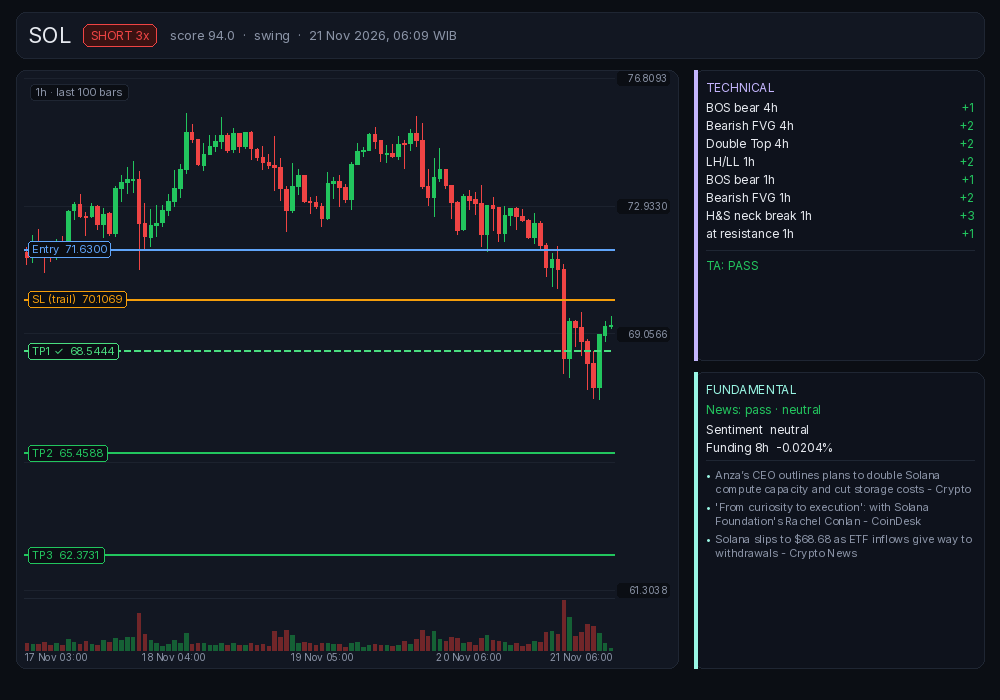 SOL SHORT 3x score 94.0 · swing · 21 Nov 2026, 06:09 WIB
1h · last 100 bars
76.8093
72.9330
69.0566
61.3038
Entry 71.6300
SL (trail) 70.1069
TP1 ✓ 68.5444
TP2 65.4588
TP3 62.3731
17 Nov 03:00 18 Nov 04:00 19 Nov 05:00 20 Nov 06:00 21 Nov 06:00
TECHNICAL
BOS bear 4h +1
Bearish FVG 4h +2
Double Top 4h +2
LH/LL 1h +2
BOS bear 1h +1
Bearish FVG 1h +2
H&S neck break 1h +3
at resistance 1h +1
TA: PASS
FUNDAMENTAL
News: pass · neutral
Sentiment neutral
Funding 8h -0.0204%
• Anza's CEO outlines plans to double Solana
compute capacity and cut storage costs - Crypto
• 'From curiosity to execution': with Solana
Foundation's Rachel Conlan - CoinDesk
• Solana slips to $68.68 as ETF inflows give way to
withdrawals - Crypto News